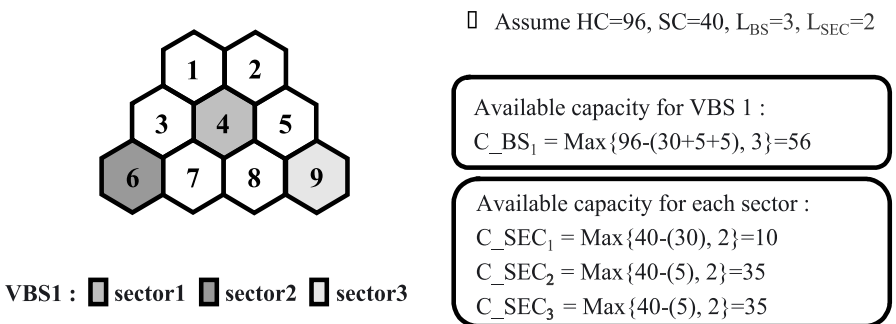 ▯ Assume HC=96, SC=40, L_BS=3, L_SEC=2
1 2
3 4 5
6 7 8 9
Available capacity for VBS 1 :
C_BS₁ = Max{96-(30+5+5), 3}=56
Available capacity for each sector :
C_SEC₁ = Max{40-(30), 2}=10
C_SEC₂ = Max{40-(5), 2}=35
C_SEC₃ = Max{40-(5), 2}=35
VBS1 : sector1 sector2 sector3